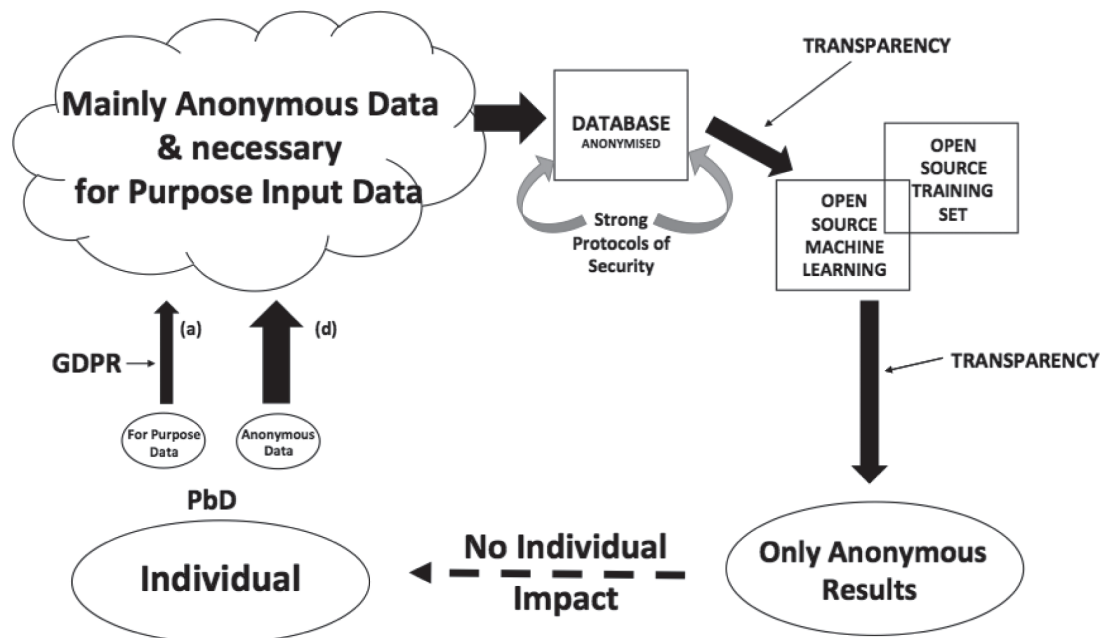 Mainly Anonymous Data
& necessary
for Purpose Input Data
DATABASE
ANONYMISED
TRANSPARENCY
OPEN
SOURCE
TRAINING
SET
OPEN
SOURCE
MACHINE
LEARNING
Strong
Protocols of
Security
(a)
(d)
GDPR
TRANSPARENCY
For Purpose
Data
Anonymous
Data
PbD
Individual
No Individual
Impact
Only Anonymous
Results